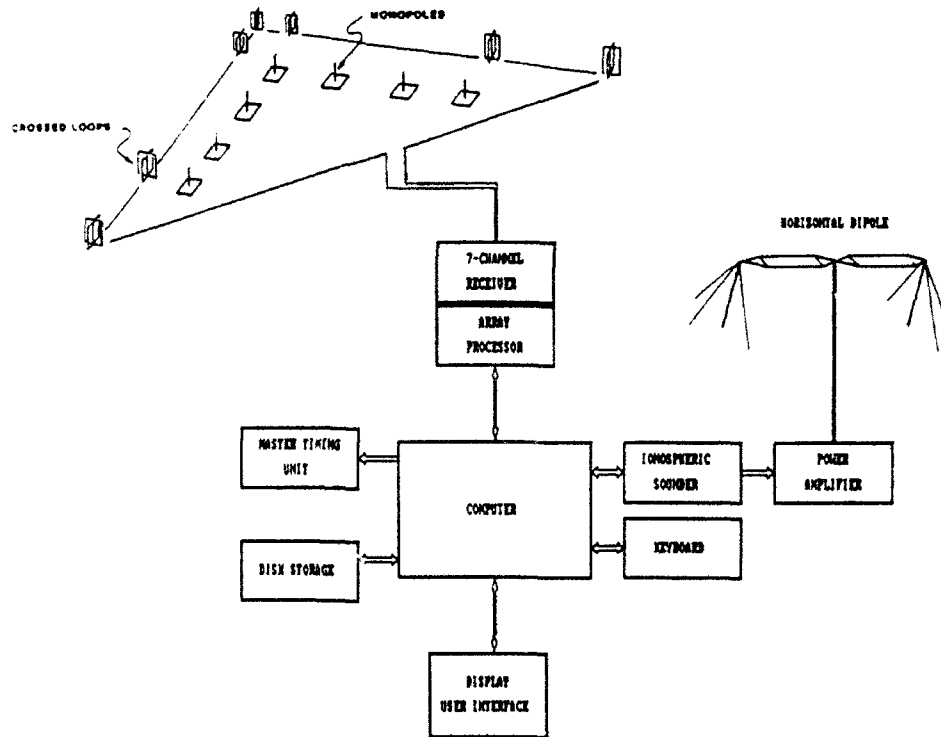 MONOPOLES
CROSSED LOOPS
HORIZONTAL DIPOLE
7-CHANNEL
RECEIVER
ARRAY
PROCESSOR
MASTER TIMING
UNIT
IONOSPHERIC
SOUNDER
POWER
AMPLIFIER
COMPUTER
DISK STORAGE
KEYBOARD
DISPLAY
USER INTERFACE